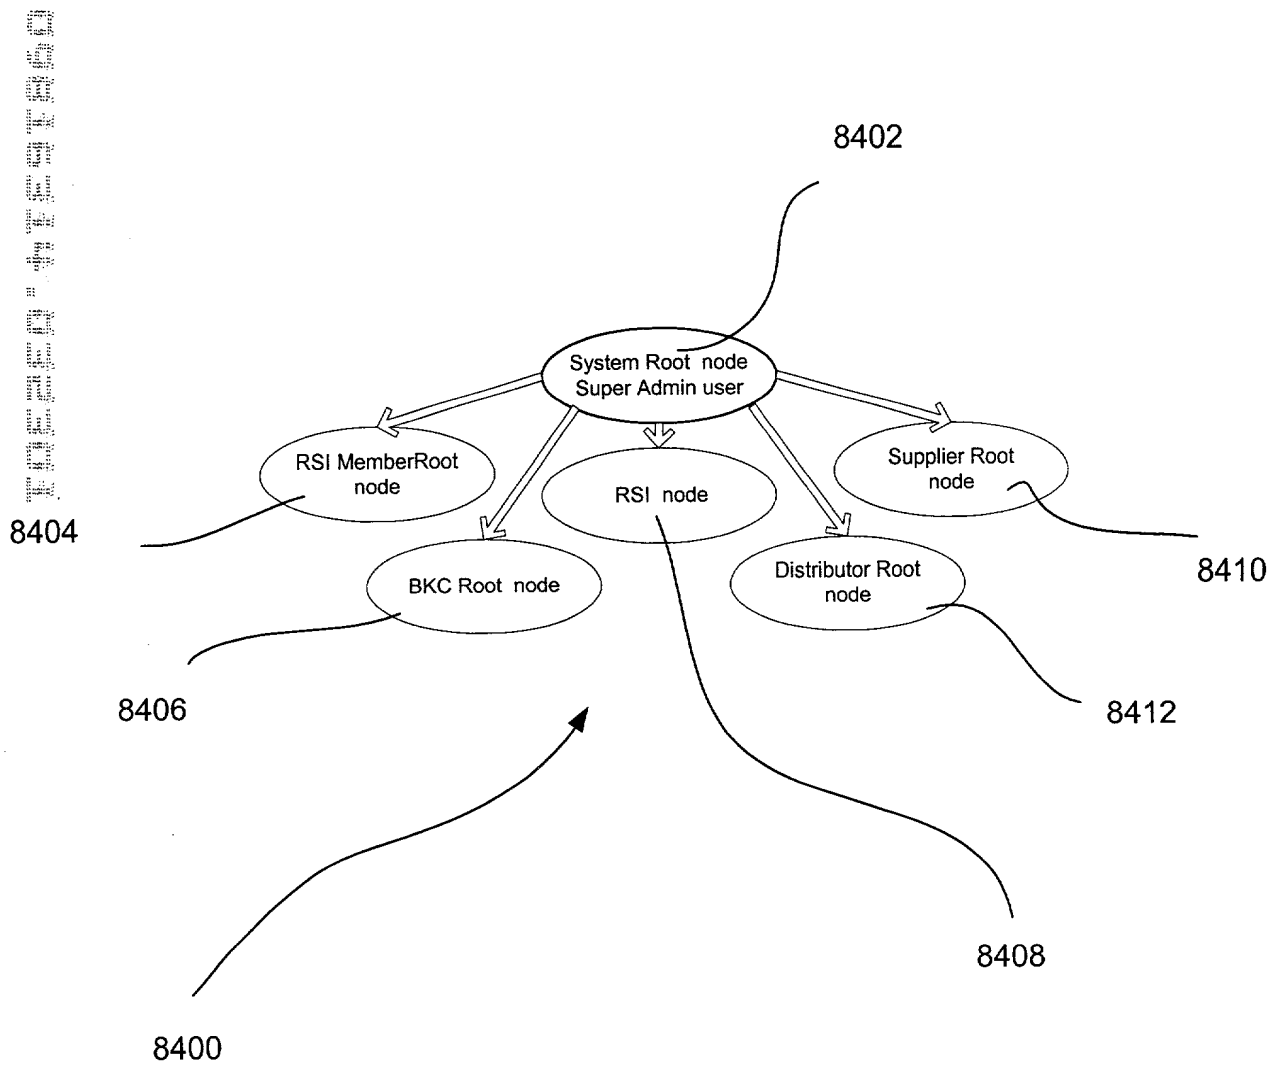 8402
System Root node
Super Admin user
RSI MemberRoot
node
Supplier Root
node
RSI node
8404
BKC Root node
Distributor Root
node
8410
8406
8412
8408
8400